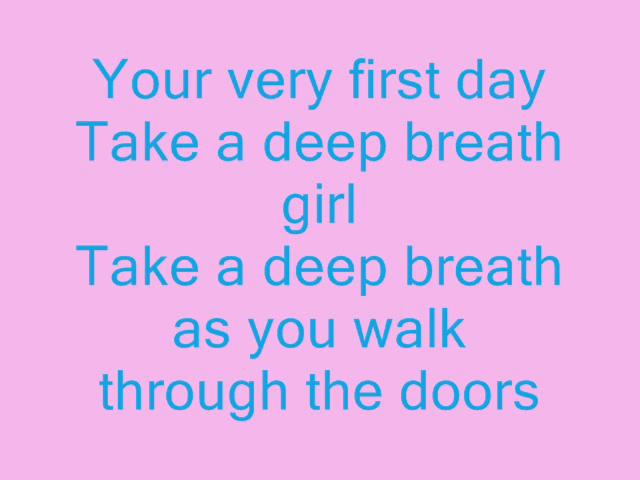 Your very first day
Take a deep breath
girl
Take a deep breath
as you walk
through the doors